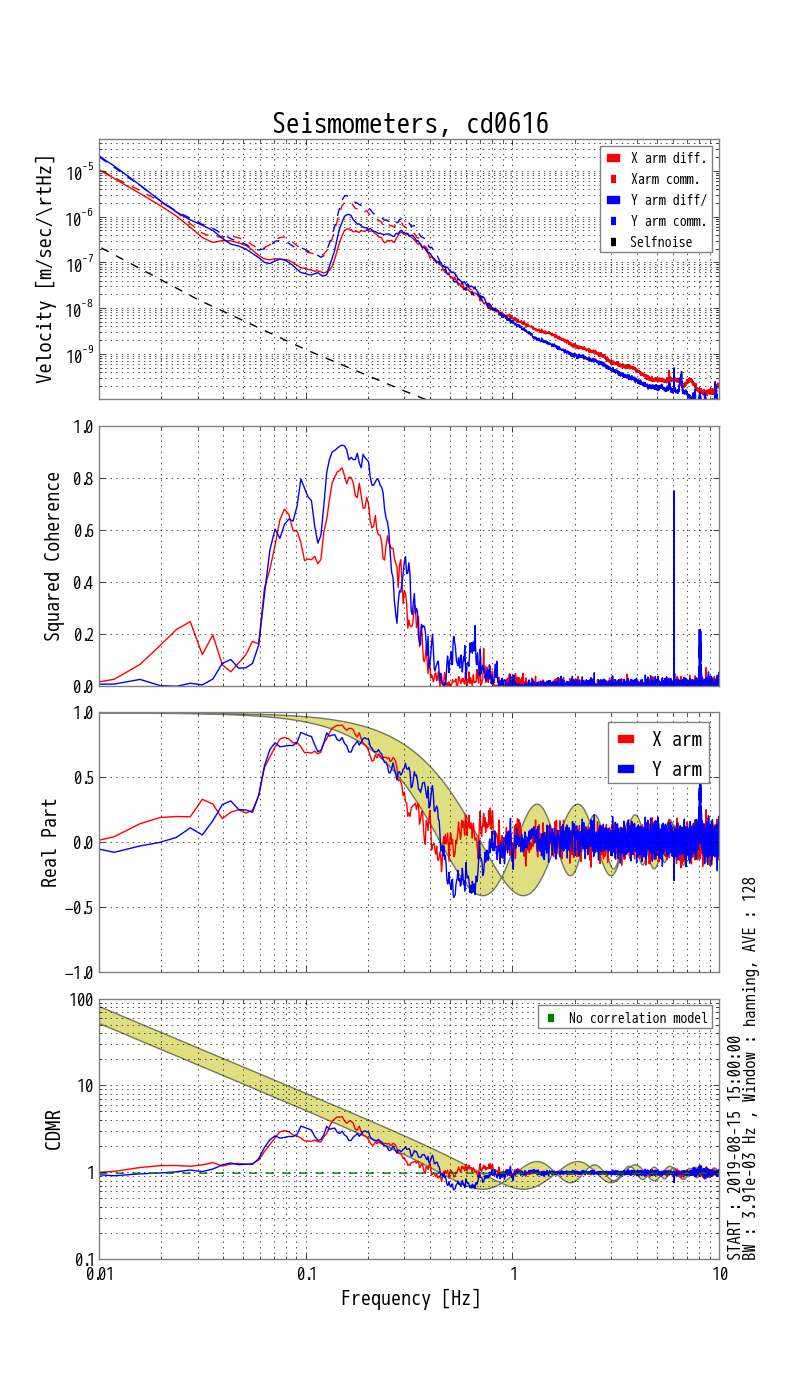 Seismometers, cd0616
Velocity [m/sec/\rtHz]
10^-5
10^-6
10^-7
10^-8
10^-9
X arm diff.
Xarm comm.
Y arm diff/
Y arm comm.
Selfnoise
Squared Coherence
1.0
0.8
0.6
0.4
0.2
0.0
Real Part
1.0
0.5
0.0
−0.5
−1.0
X arm
Y arm
CDMR
100
10
1
0.1
No correlation model
0.01
0.1
1
10
Frequency [Hz]
START : 2019-08-15 15:00:00
BW : 3.91e-03 Hz , Window : hanning, AVE : 128